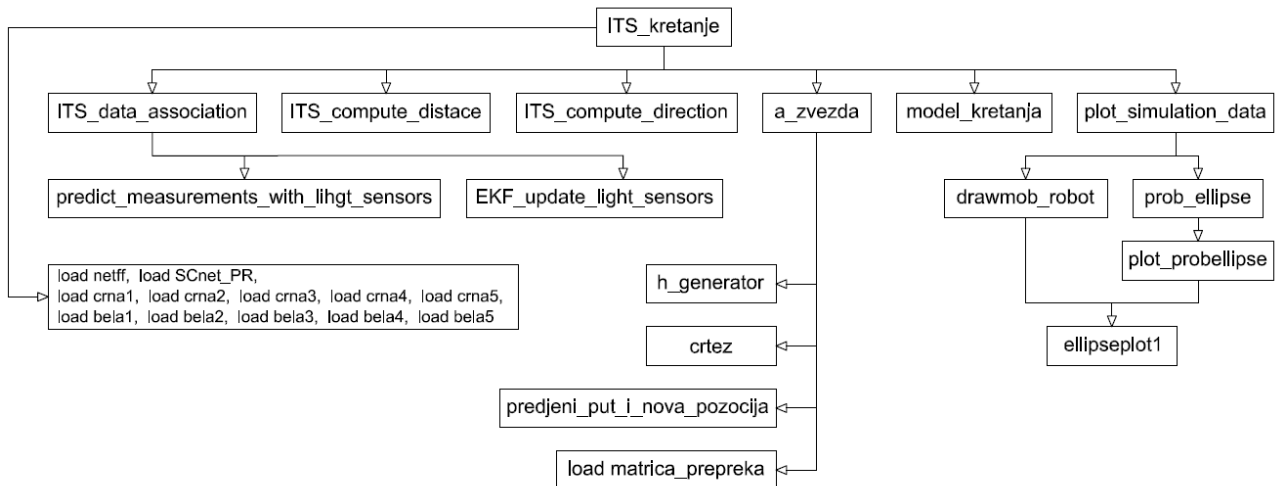 ITS_kretanje
ITS_data_association
ITS_compute_distace
ITS_compute_direction
a_zvezda
model_kretanja
plot_simulation_data
predict_measurements_with_lihgt_sensors
EKF_update_light_sensors
drawmob_robot
prob_ellipse
plot_probellipse
load netff, load SCnet_PR,
load crna1, load crna2, load crna3, load crna4, load crna5,
load bela1, load bela2, load bela3, load bela4, load bela5
h_generator
ellipseplot1
crtez
predjeni_put_i_nova_pozocija
load matrica_prepreka